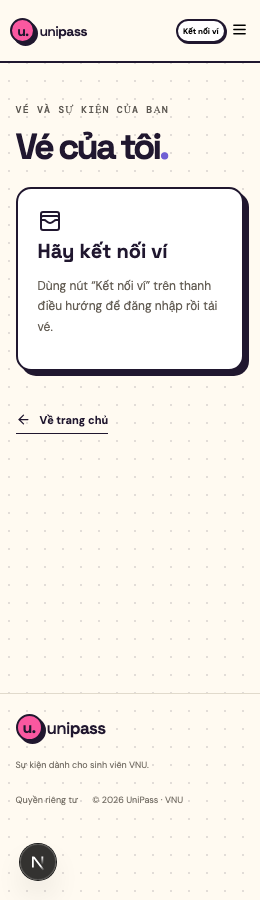 u. unipass
Kết nối ví
VÉ VÀ SỰ KIỆN CỦA BẠN
Vé của tôi.
Hãy kết nối ví
Dùng nút “Kết nối ví” trên thanh
điều hướng để đăng nhập rồi tải
vé.
← Về trang chủ
u. unipass
Sự kiện dành cho sinh viên VNU.
Quyền riêng tư © 2026 UniPass · VNU
N